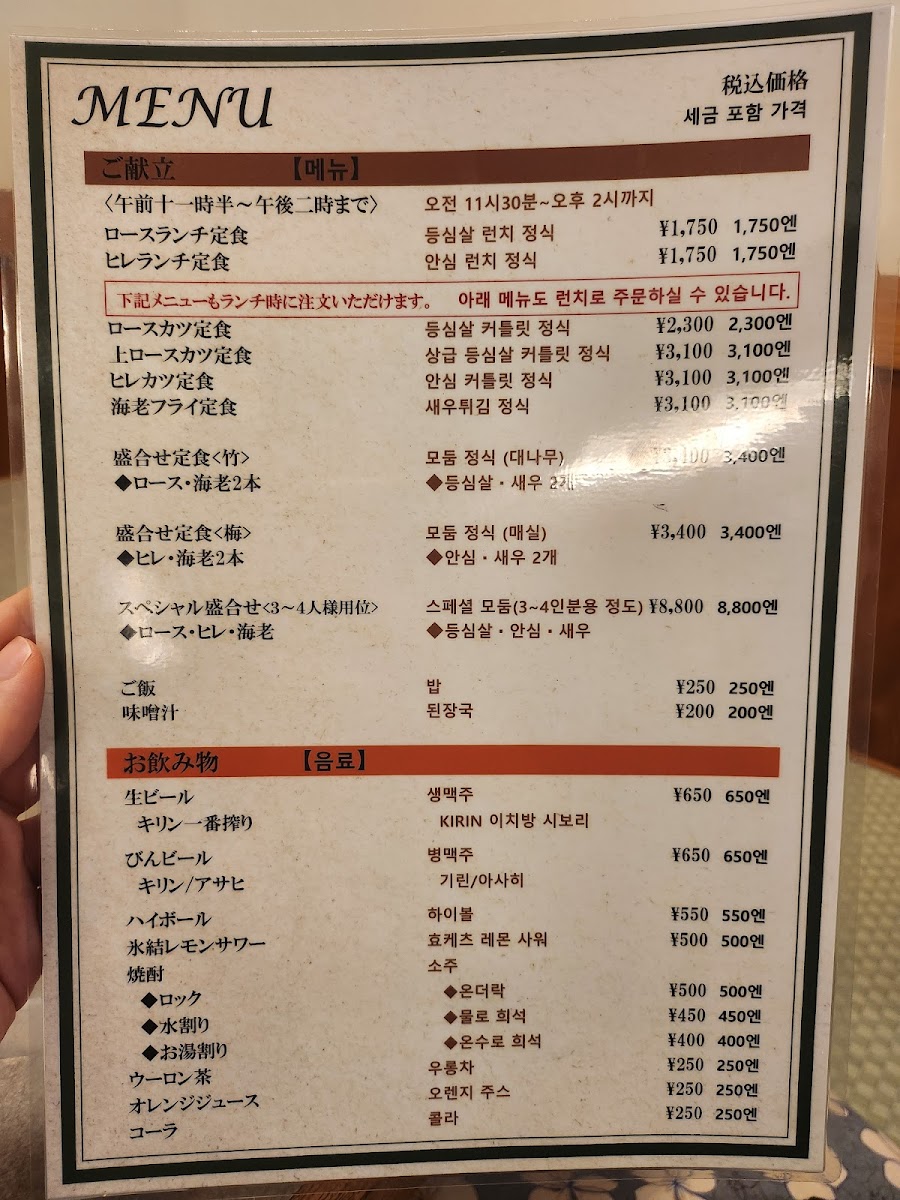 MENU
税込価格
세금 포함 가격
ご献立 【메뉴】
〈午前十一時半～午後二時まで〉 오전 11시30분~오후 2시까지
ロースランチ定食 등심살 런치 정식 ¥1,750 1,750엔
ヒレランチ定食 안심 런치 정식 ¥1,750 1,750엔
下記メニューもランチ時に注文いただけます。 아래 메뉴도 런치로 주문하실 수 있습니다.
ロースカツ定食 등심살 커틀릿 정식 ¥2,300 2,300엔
上ロースカツ定食 상급 등심살 커틀릿 정식 ¥3,100 3,100엔
ヒレカツ定食 안심 커틀릿 정식 ¥3,100 3,100엔
海老フライ定食 새우튀김 정식 ¥3,100 3,100엔
盛合せ定食<竹> 모둠 정식 (대나무) 3,400엔
◆ロース・海老2本 ◆등심살・새우 2개
盛合せ定食<梅> 모둠 정식 (매실) ¥3,400 3,400엔
◆ヒレ・海老2本 ◆안심・새우 2개
スペシャル盛合せ<3～4人様用位> 스페셜 모둠(3~4인분용 정도) ¥8,800 8,800엔
◆ロース・ヒレ・海老 ◆등심살・안심・새우
ご飯 밥 ¥250 250엔
味噌汁 된장국 ¥200 200엔
お飲み物 【음료】
生ビール 생맥주 ¥650 650엔
キリン一番搾り KIRIN 이치방 시보리
びんビール 병맥주 ¥650 650엔
キリン/アサヒ 기린/아사히
ハイボール 하이볼 ¥550 550엔
氷結レモンサワー 효케츠 레몬 사워 ¥500 500엔
焼酎 소주
◆ロック ◆온더락 ¥500 500엔
◆水割り ◆물로 희석 ¥450 450엔
◆お湯割り ◆온수로 희석 ¥400 400엔
ウーロン茶 우롱차 ¥250 250엔
オレンジジュース 오렌지 주스 ¥250 250엔
コーラ 콜라 ¥250 250엔